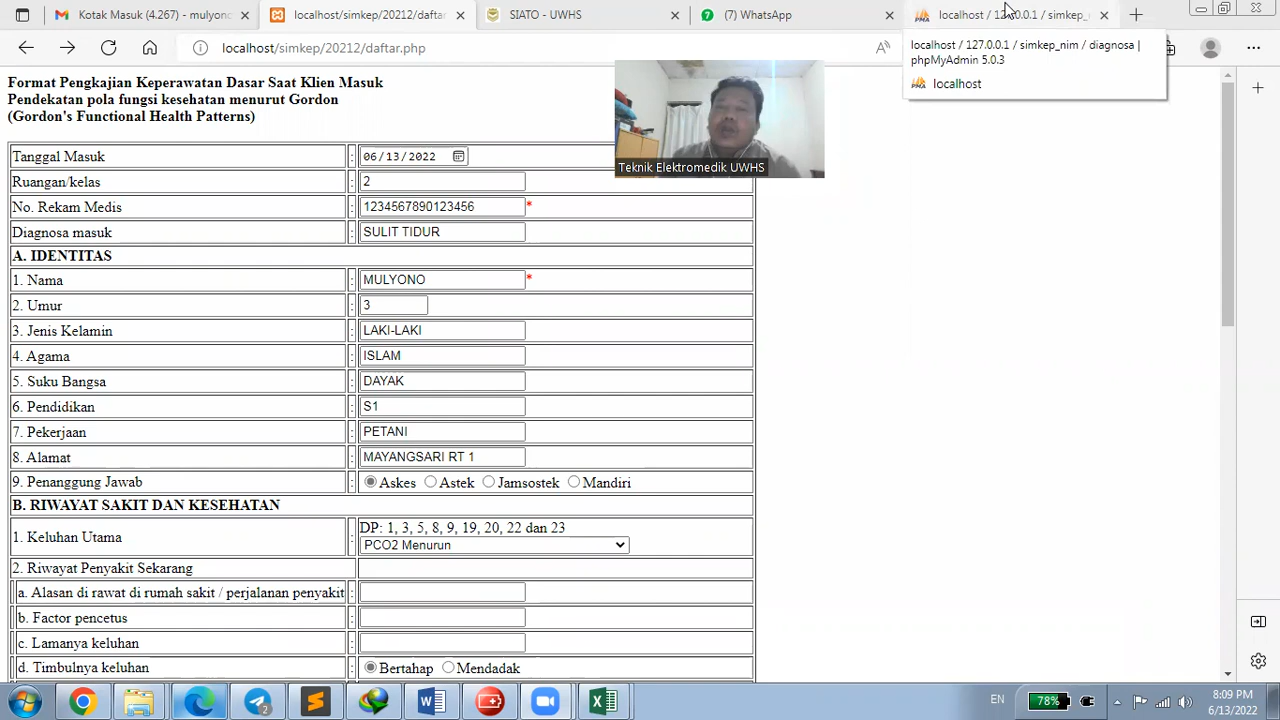 Kotak Masuk (4.267) - mulyono
localhost/simkep/20212/daftar
SIATO - UWHS
(7) WhatsApp
localhost / 127.0.0.1 / simkep_
localhost/simkep/20212/daftar.php
localhost / 127.0.0.1 / simkep_nim / diagnosa |
phpMyAdmin 5.0.3
localhost
Format Pengkajian Keperawatan Dasar Saat Klien Masuk
Pendekatan pola fungsi kesehatan menurut Gordon
(Gordon's Functional Health Patterns)
Teknik Elektromedik UWHS
Tanggal Masuk : 06/13/2022
Ruangan/kelas : 2
No. Rekam Medis : 1234567890123456 *
Diagnosa masuk : SULIT TIDUR
A. IDENTITAS
1. Nama : MULYONO *
2. Umur : 3
3. Jenis Kelamin : LAKI-LAKI
4. Agama : ISLAM
5. Suku Bangsa : DAYAK
6. Pendidikan : S1
7. Pekerjaan : PETANI
8. Alamat : MAYANGSARI RT 1
9. Penanggung Jawab : Askes Astek Jamsostek Mandiri
B. RIWAYAT SAKIT DAN KESEHATAN
DP: 1, 3, 5, 8, 9, 19, 20, 22 dan 23
1. Keluhan Utama : PCO2 Menurun
2. Riwayat Penyakit Sekarang :
a. Alasan di rawat di rumah sakit / perjalanan penyakit :
b. Factor pencetus :
c. Lamanya keluhan :
d. Timbulnya keluhan : Bertahap Mendadak
EN
78%
8:09 PM
6/13/2022